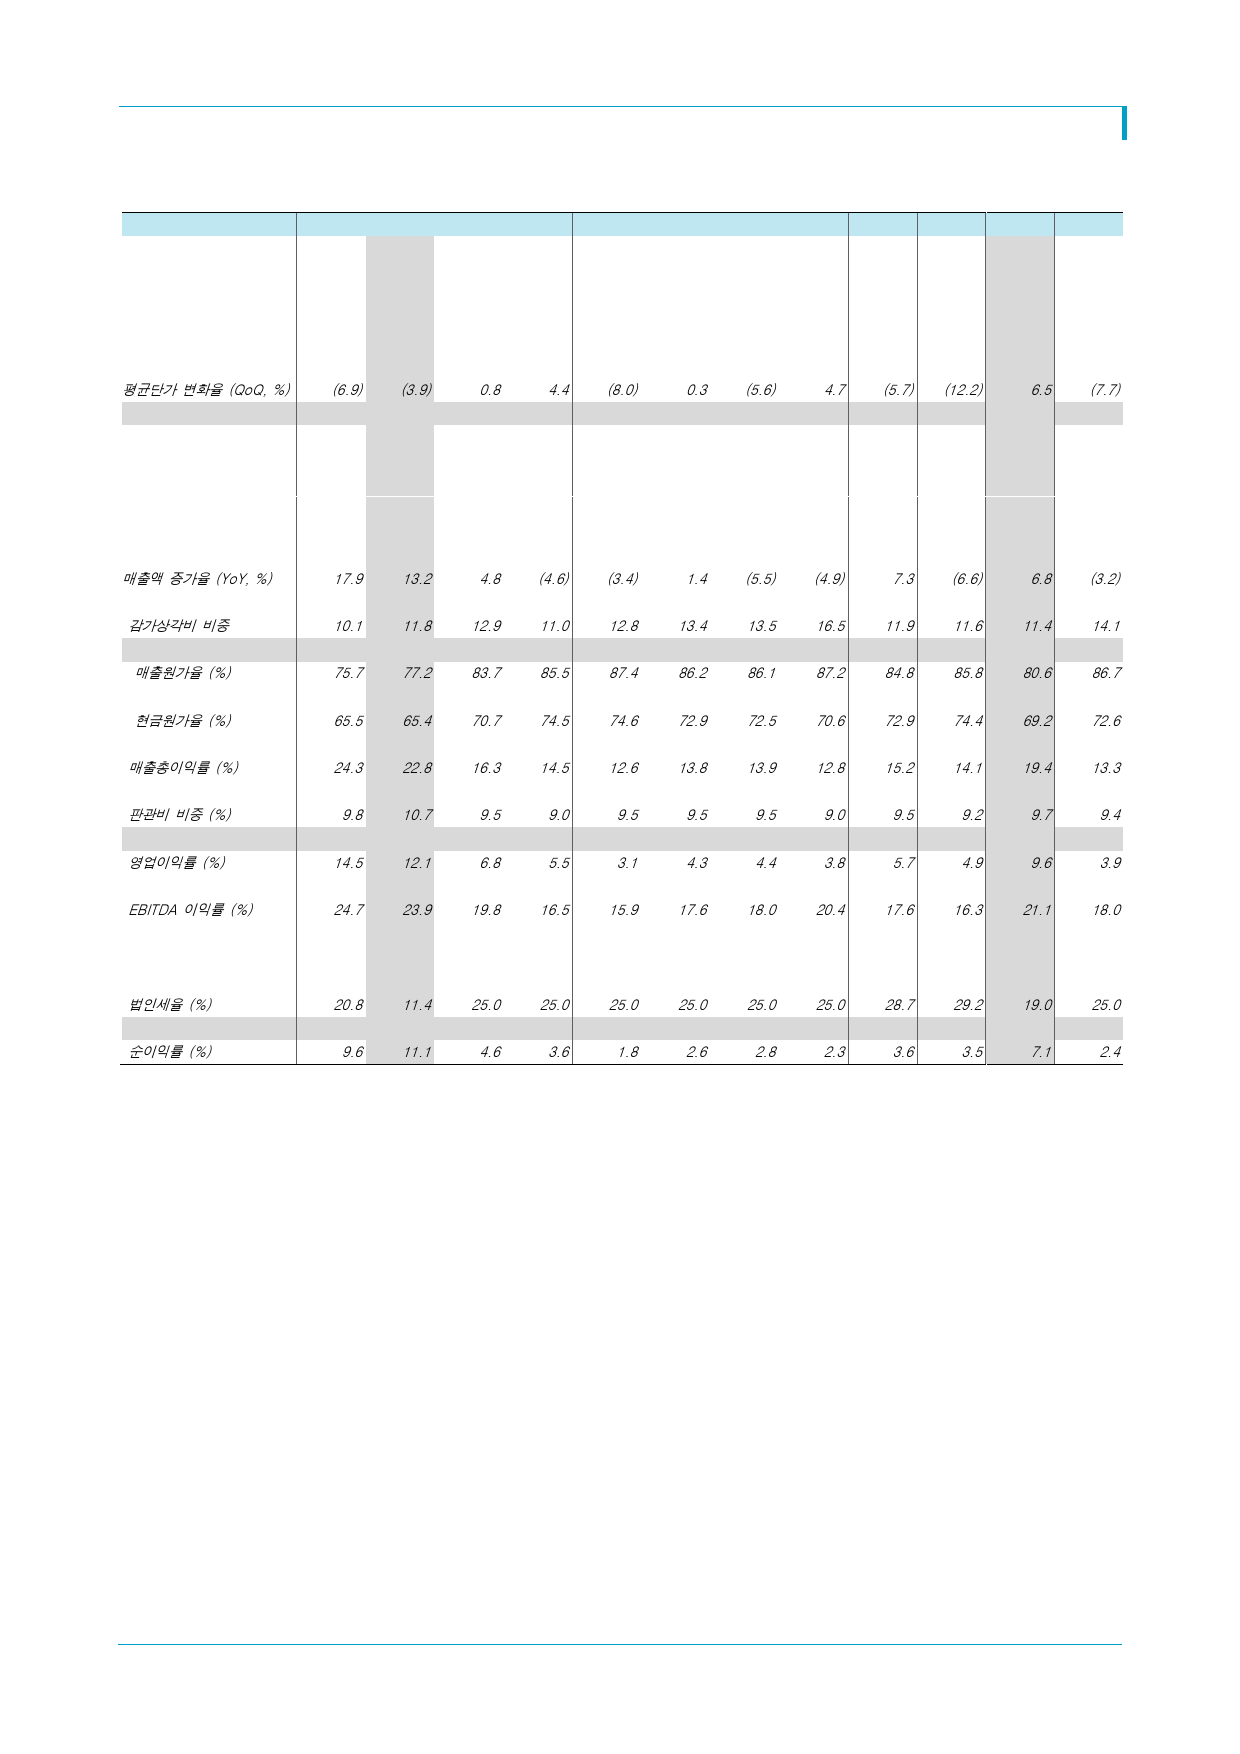 평균단가 변화율 (QoQ, %) (6.9) (3.9) 0.8 4.4 (8.0) 0.3 (5.6) 4.7 (5.7) (12.2) 6.5 (7.7)
매출액 증가율 (YoY, %) 17.9 13.2 4.8 (4.6) (3.4) 1.4 (5.5) (4.9) 7.3 (6.6) 6.8 (3.2)
감가상각비 비중 10.1 11.8 12.9 11.0 12.8 13.4 13.5 16.5 11.9 11.6 11.4 14.1
매출원가율 (%) 75.7 77.2 83.7 85.5 87.4 86.2 86.1 87.2 84.8 85.8 80.6 86.7
현금원가율 (%) 65.5 65.4 70.7 74.5 74.6 72.9 72.5 70.6 72.9 74.4 69.2 72.6
매출총이익률 (%) 24.3 22.8 16.3 14.5 12.6 13.8 13.9 12.8 15.2 14.1 19.4 13.3
판관비 비중 (%) 9.8 10.7 9.5 9.0 9.5 9.5 9.5 9.0 9.5 9.2 9.7 9.4
영업이익률 (%) 14.5 12.1 6.8 5.5 3.1 4.3 4.4 3.8 5.7 4.9 9.6 3.9
EBITDA 이익률 (%) 24.7 23.9 19.8 16.5 15.9 17.6 18.0 20.4 17.6 16.3 21.1 18.0
법인세율 (%) 20.8 11.4 25.0 25.0 25.0 25.0 25.0 25.0 28.7 29.2 19.0 25.0
순이익률 (%) 9.6 11.1 4.6 3.6 1.8 2.6 2.8 2.3 3.6 3.5 7.1 2.4